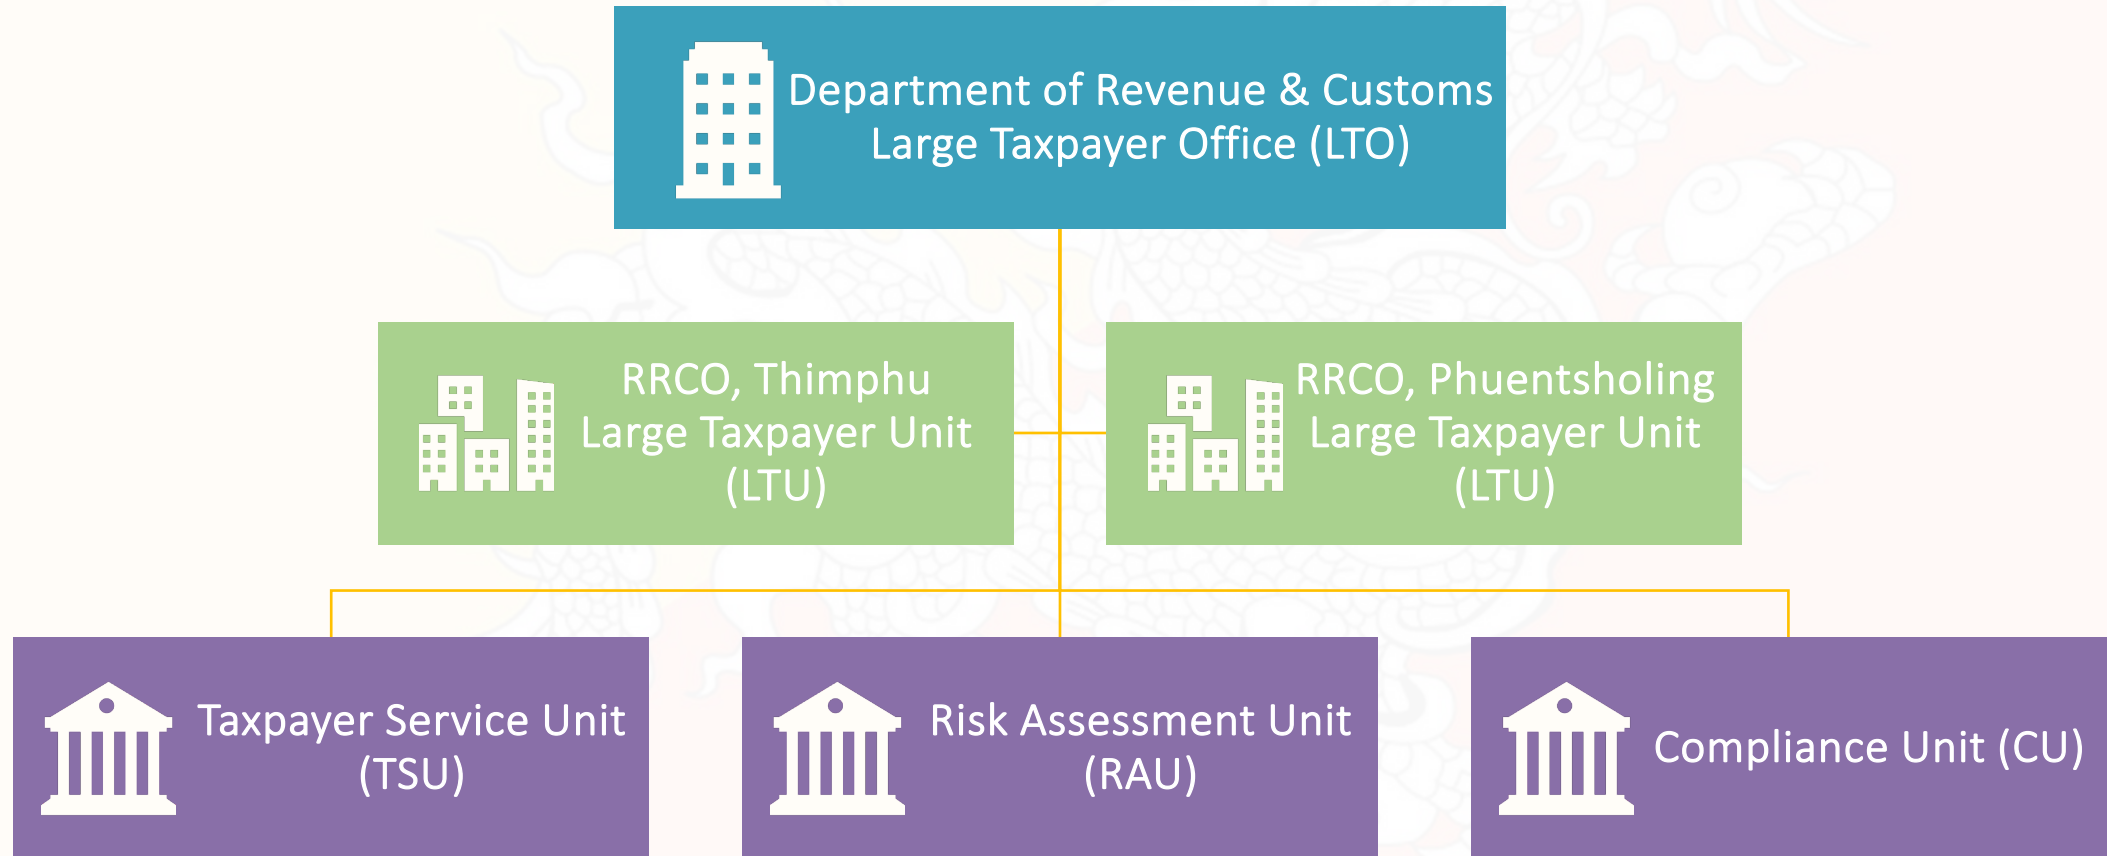 Department of Revenue & Customs
Large Taxpayer Office (LTO)
RRCO, Thimphu
Large Taxpayer Unit
(LTU)
RRCO, Phuentsholing
Large Taxpayer Unit
(LTU)
Taxpayer Service Unit
(TSU)
Risk Assessment Unit
(RAU)
Compliance Unit (CU)